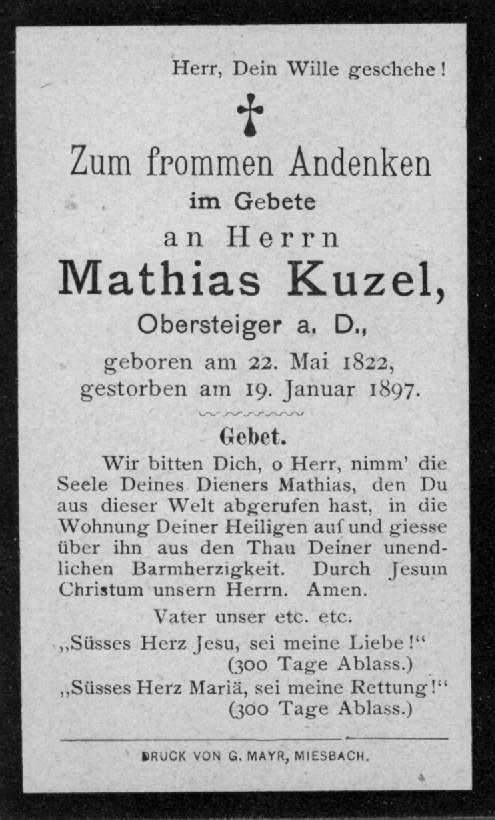 Herr, Dein Wille geschehe!
Zum frommen Andenken
im Gebete
an Herrn
Mathias Kuzel,
Obersteiger a. D.,
geboren am 22. Mai 1822,
gestorben am 19. Januar 1897.
Gebet.
Wir bitten Dich, o Herr, nimm' die
Seele Deines Dieners Mathias, den Du
aus dieser Welt abgerufen hast, in die
Wohnung Deiner Heiligen auf und giesse
über ihn aus den Thau Deiner unend-
lichen Barmherzigkeit. Durch Jesum
Christum unsern Herrn. Amen.
Vater unser etc. etc.
„Süsses Herz Jesu, sei meine Liebe!“
(300 Tage Ablass.)
„Süsses Herz Mariä, sei meine Rettung!“
(300 Tage Ablass.)
DRUCK VON G. MAYR, MIESBACH.